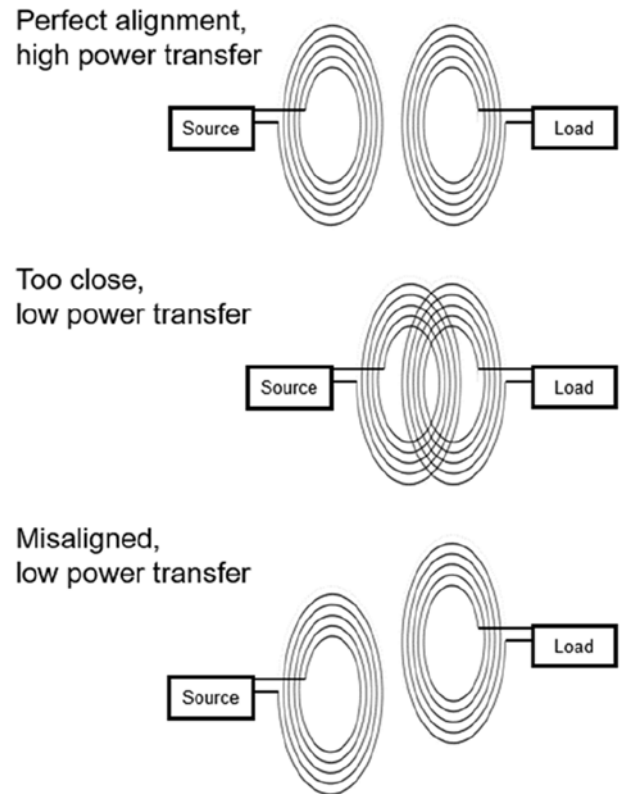 Perfect alignment,
high power transfer
Source
Load
Too close,
low power transfer
Source
Load
Misaligned,
low power transfer
Load
Source